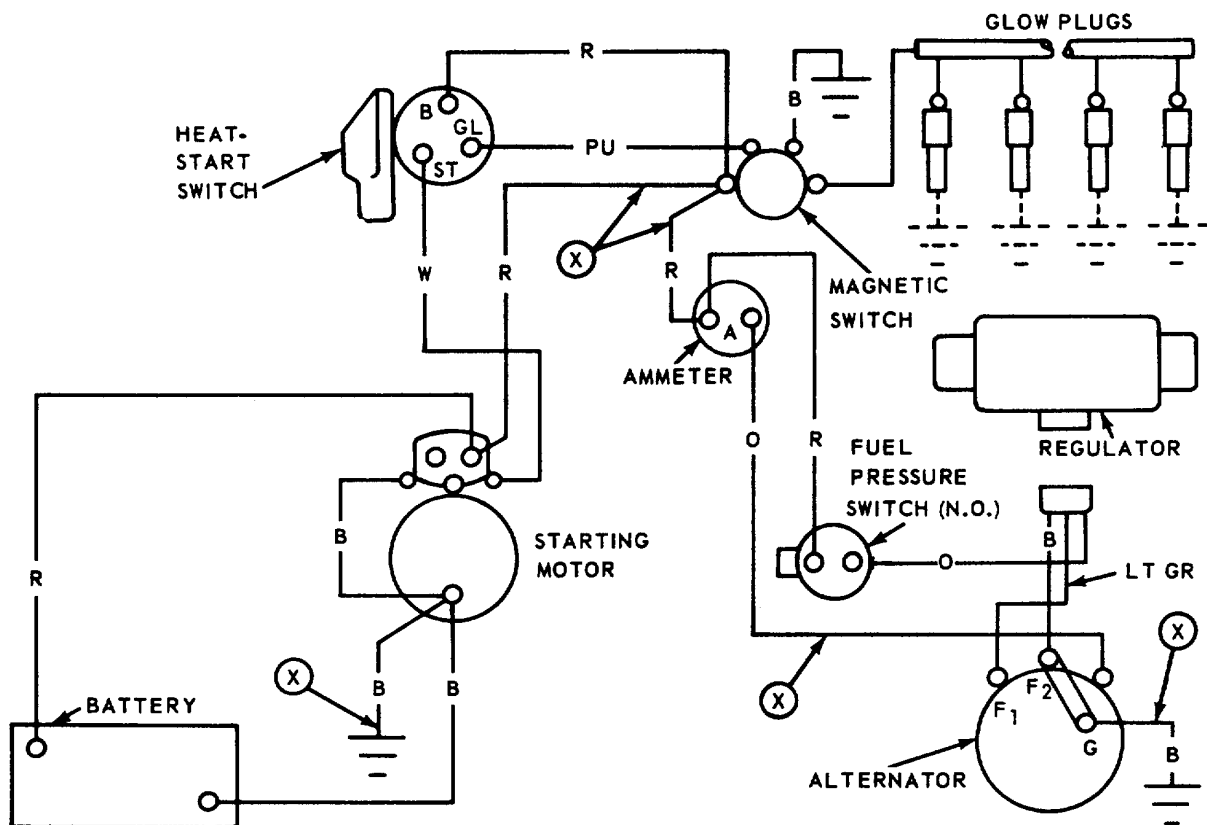 GLOW PLUGS
R
B
B
GL
ST
HEAT-
START
SWITCH
PU
X
W
R
R
MAGNETIC
SWITCH
A
AMMETER
O
R
REGULATOR
FUEL
PRESSURE
SWITCH (N.O.)
B
O
LT GR
STARTING
MOTOR
B
R
X
B
B
X
X
BATTERY
F1
F2
G
B
ALTERNATOR